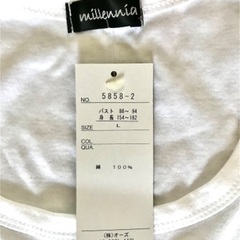 millennia
NO. 5858-2
バスト 86〜94
身長 154〜162
SIZE L
COL.
QUA.
綿 100%
(株)オーズ